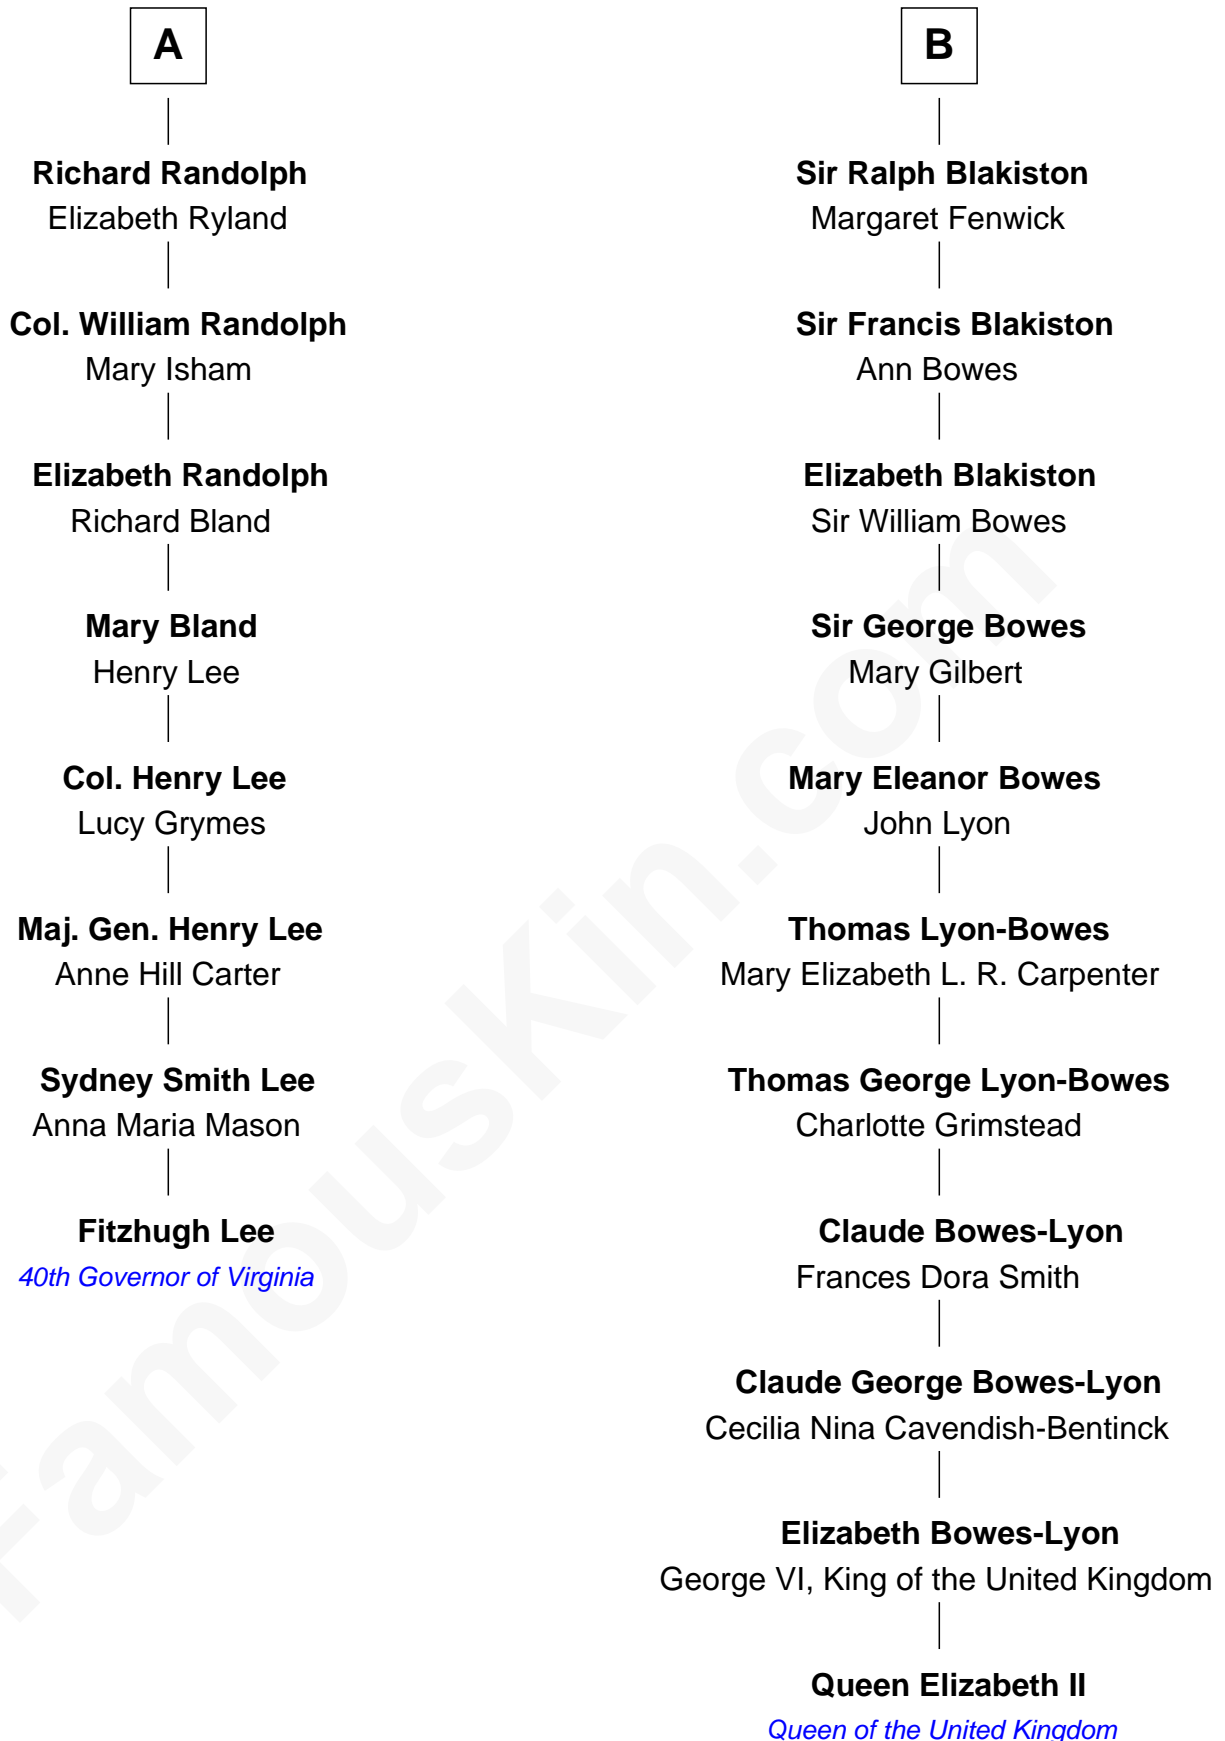 A
Richard Randolph
Elizabeth Ryland
Col. William Randolph
Mary Isham
Elizabeth Randolph
Richard Bland
Mary Bland
Henry Lee
Col. Henry Lee
Lucy Grymes
Maj. Gen. Henry Lee
Anne Hill Carter
Sydney Smith Lee
Anna Maria Mason
Fitzhugh Lee
40th Governor of Virginia
B
Sir Ralph Blakiston
Margaret Fenwick
Sir Francis Blakiston
Ann Bowes
Elizabeth Blakiston
Sir William Bowes
Sir George Bowes
Mary Gilbert
Mary Eleanor Bowes
John Lyon
Thomas Lyon-Bowes
Mary Elizabeth L. R. Carpenter
Thomas George Lyon-Bowes
Charlotte Grimstead
Claude Bowes-Lyon
Frances Dora Smith
Claude George Bowes-Lyon
Cecilia Nina Cavendish-Bentinck
Elizabeth Bowes-Lyon
George VI, King of the United Kingdom
Queen Elizabeth II
Queen of the United Kingdom
FamousKin.com